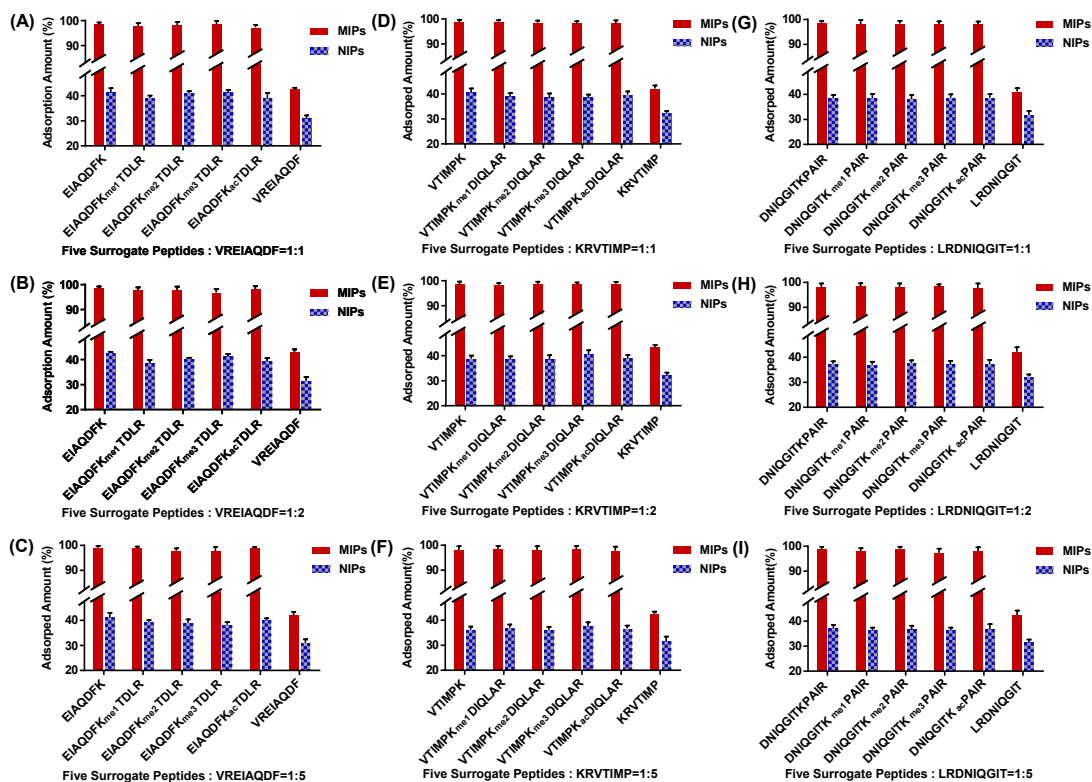 (A)
Adsorption Amount (%)
100
90
40
30
20
MIPs
NIPs
EIAQDFK
EIAQDFKme1 TDLR
EIAQDFKme2 TDLR
EIAQDFKme3 TDLR
EIAQDFKacTDLR
VREIAQDF
Five Surrogate Peptides : VREIAQDF=1:1
(D)
Adsorped Amount(%)
100
90
40
30
20
MIPs
NIPs
VTIMPK
VTIMPKme1 DIQLAR
VTIMPKme2 DIQLAR
VTIMPKme3 DIQLAR
VTIMPKacDIQLAR
KRVTIMP
Five Surrogate Peptides : KRVTIMP=1:1
(G)
Adsorped Amount(%)
100
90
40
30
20
MIPs
NIPs
DNIQGITKPAIR
DNIQGITK me1 PAIR
DNIQGITK me2 PAIR
DNIQGITK me3 PAIR
DNIQGITK acPAIR
LRDNIQGIT
Five Surrogate Peptides : LRDNIQGIT=1:1
(B)
Adsorption Amount (%)
100
90
40
30
20
MIPs
NIPs
EIAQDFK
EIAQDFKme1 TDLR
EIAQDFKme2 TDLR
EIAQDFKme3 TDLR
EIAQDFKacTDLR
VREIAQDF
Five Surrogate Peptides : VREIAQDF=1:2
(E)
Adsorped Amount(%)
100
90
40
30
20
MIPs
NIPs
VTIMPK
VTIMPKme1 DIQLAR
VTIMPKme2 DIQLAR
VTIMPKme3 DIQLAR
VTIMPKacDIQLAR
KRVTIMP
Five Surrogate Peptides : KRVTIMP=1:2
(H)
Adsorped Amount(%)
100
90
40
30
20
MIPs
NIPs
DNIQGITKPAIR
DNIQGITK me1 PAIR
DNIQGITK me2 PAIR
DNIQGITK me3 PAIR
DNIQGITK acPAIR
LRDNIQGIT
Five Surrogate Peptides : LRDNIQGIT=1:2
(C)
Adsorped Amount (%)
100
90
40
30
20
MIPs
NIPs
EIAQDFK
EIAQDFKme1 TDLR
EIAQDFKme2 TDLR
EIAQDFKme3 TDLR
EIAQDFKacTDLR
VREIAQDF
Five Surrogate Peptides : VREIAQDF=1:5
(F)
Adsorped Amount(%)
100
90
40
30
20
MIPs
NIPs
VTIMPK
VTIMPKme1 DIQLAR
VTIMPKme2 DIQLAR
VTIMPKme3 DIQLAR
VTIMPKacDIQLAR
KRVTIMP
Five Surrogate Peptides : KRVTIMP=1:5
(I)
Adsorped Amount(%)
100
90
40
30
20
MIPs
NIPs
DNIQGITKPAIR
DNIQGITK me1 PAIR
DNIQGITK me2 PAIR
DNIQGITK me3 PAIR
DNIQGITK acPAIR
LRDNIQGIT
Five Surrogate Peptides : LRDNIQGIT=1:5